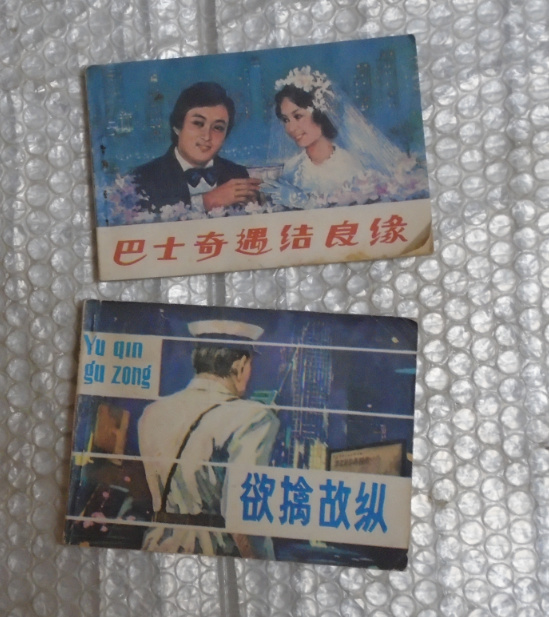 巴士奇遇结良缘
Yu qin
gu zong
欲擒故纵